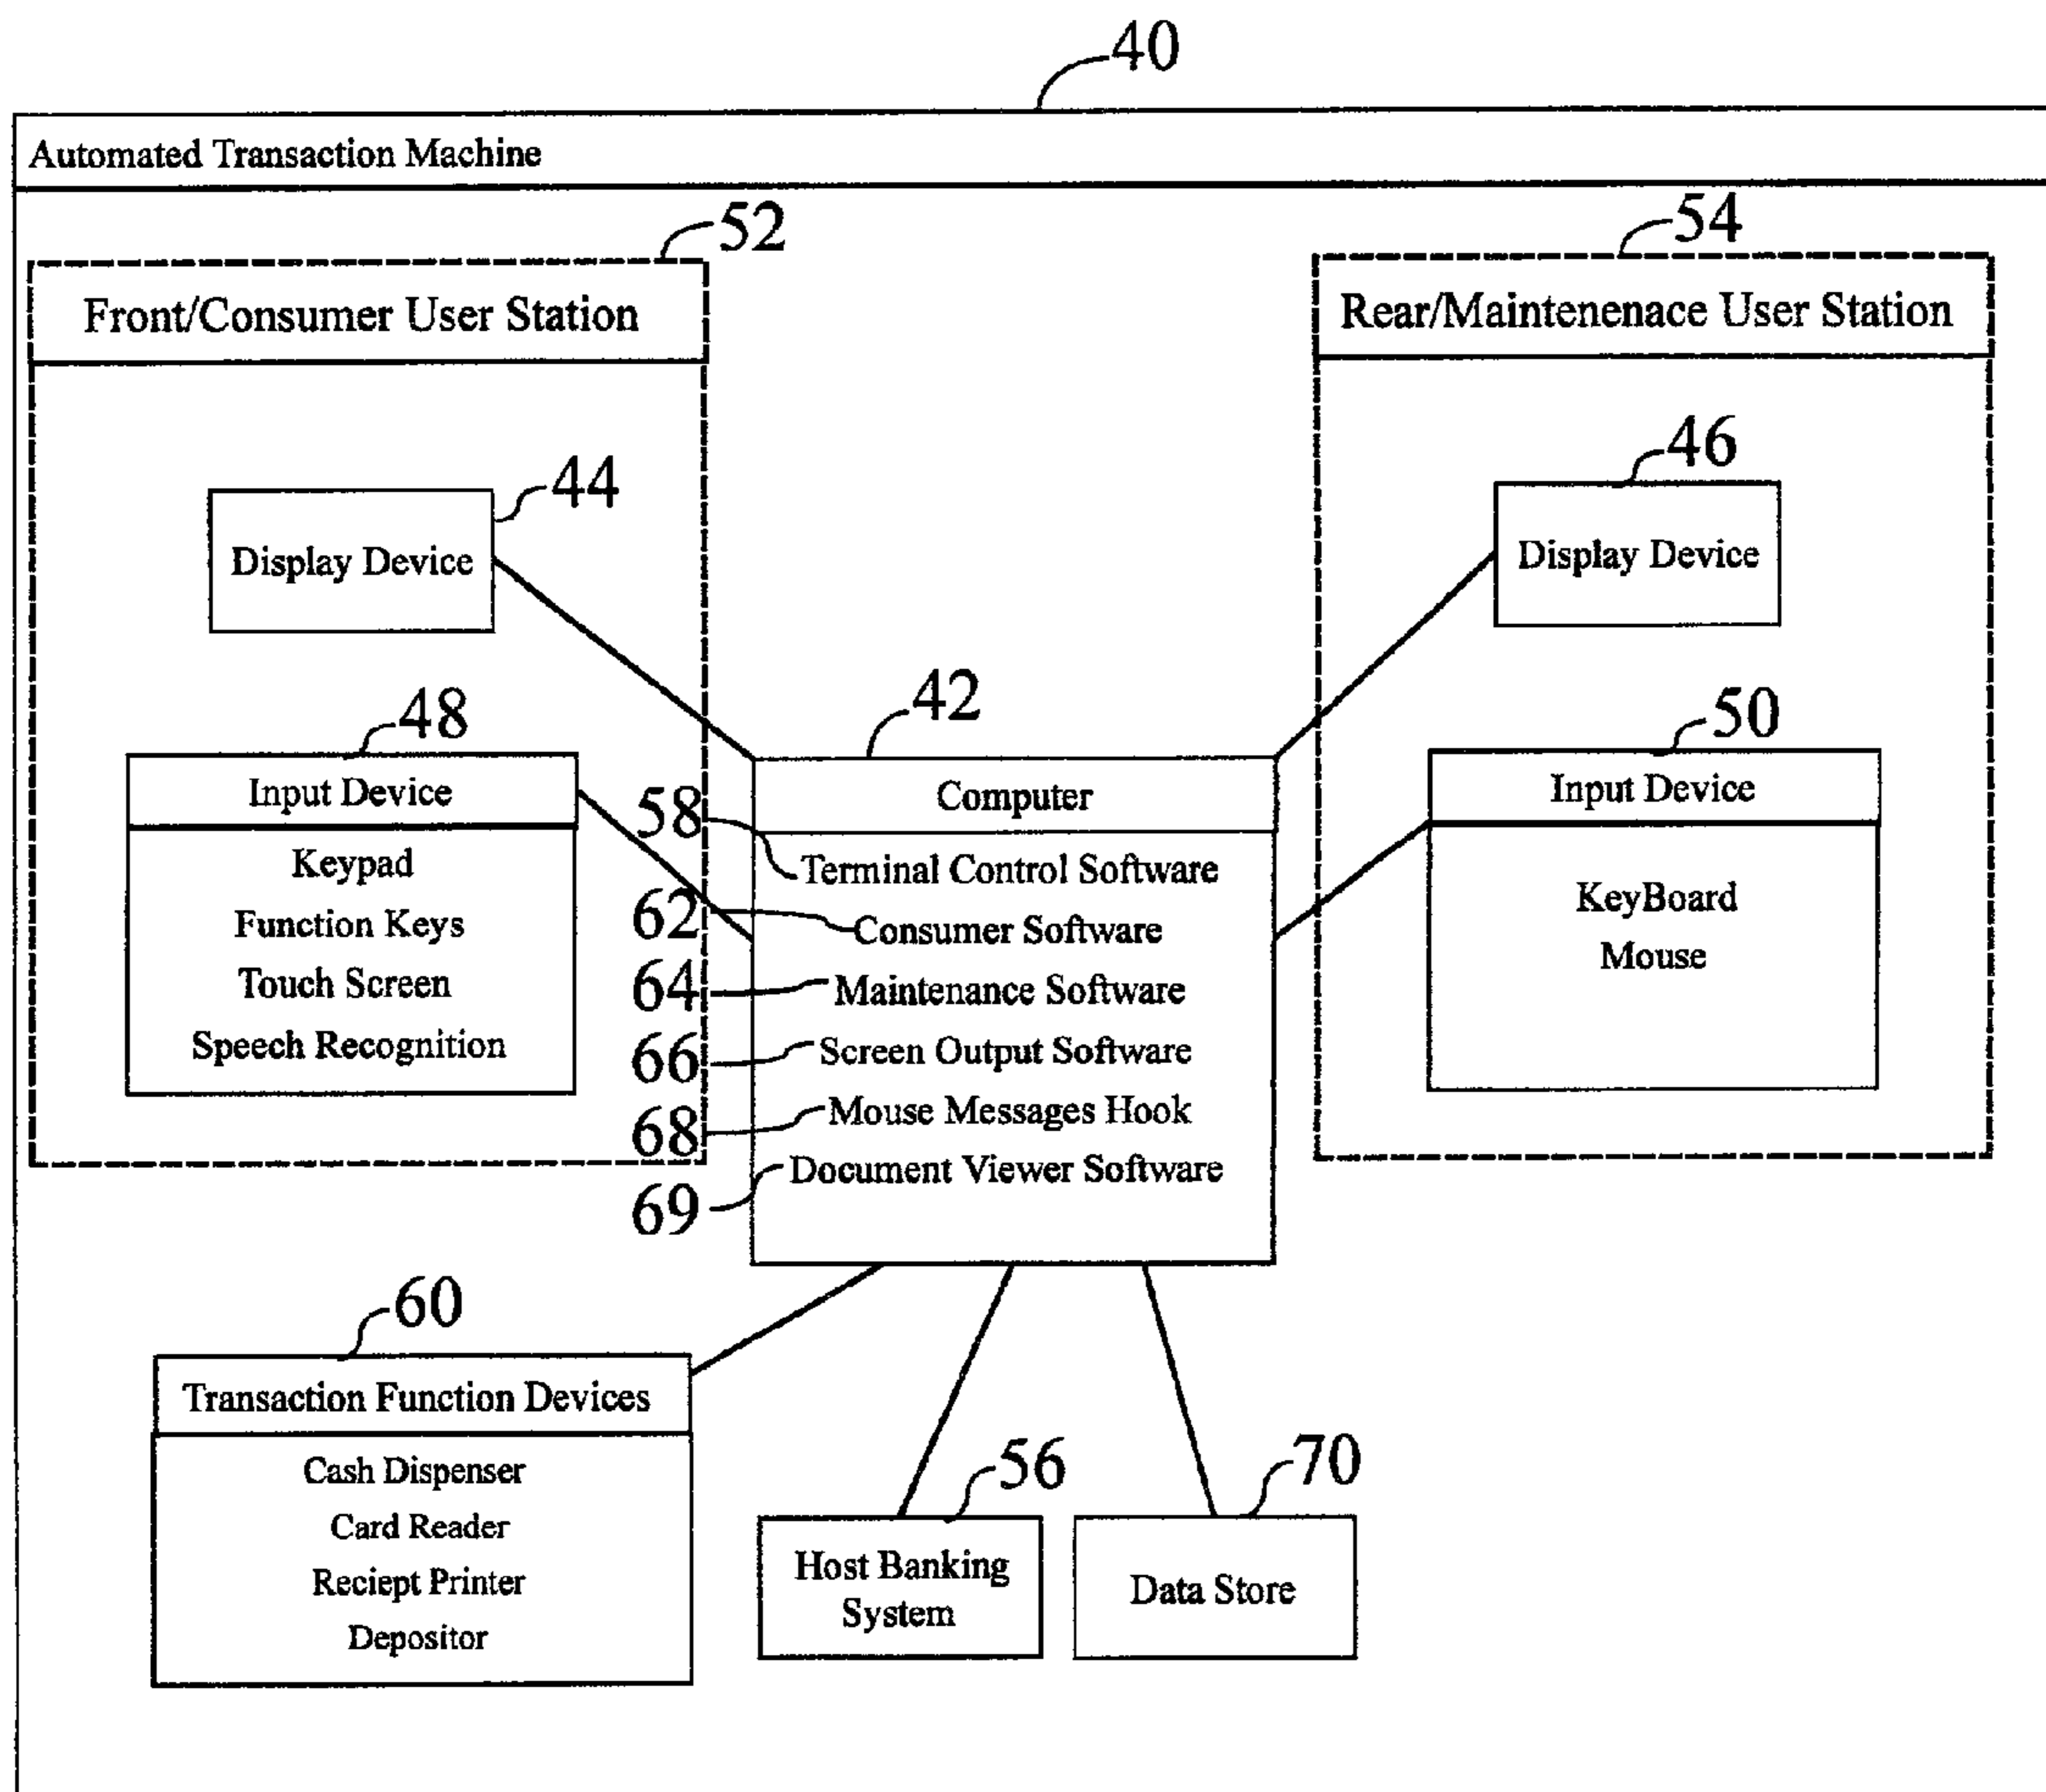 40
Automated Transaction Machine
52
54
Front/Consumer User Station
Rear/Maintenenace User Station
44
Display Device
46
Display Device
48
Input Device
Keypad
Function Keys
Touch Screen
Speech Recognition
42
Computer
58
Terminal Control Software
62
Consumer Software
64
Maintenance Software
66
Screen Output Software
68
Mouse Messages Hook
69
Document Viewer Software
50
Input Device
KeyBoard
Mouse
60
Transaction Function Devices
Cash Dispenser
Card Reader
Reciept Printer
Depositor
56
Host Banking
System
70
Data Store